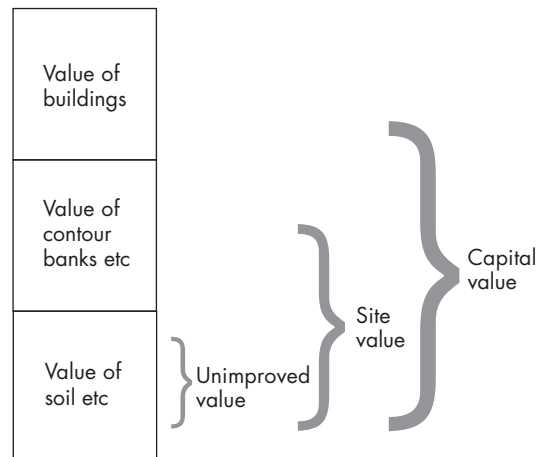 Value of
buildings
Value of
contour
banks etc
Capital
value
Site
value
Value of
soil etc
Unimproved
value